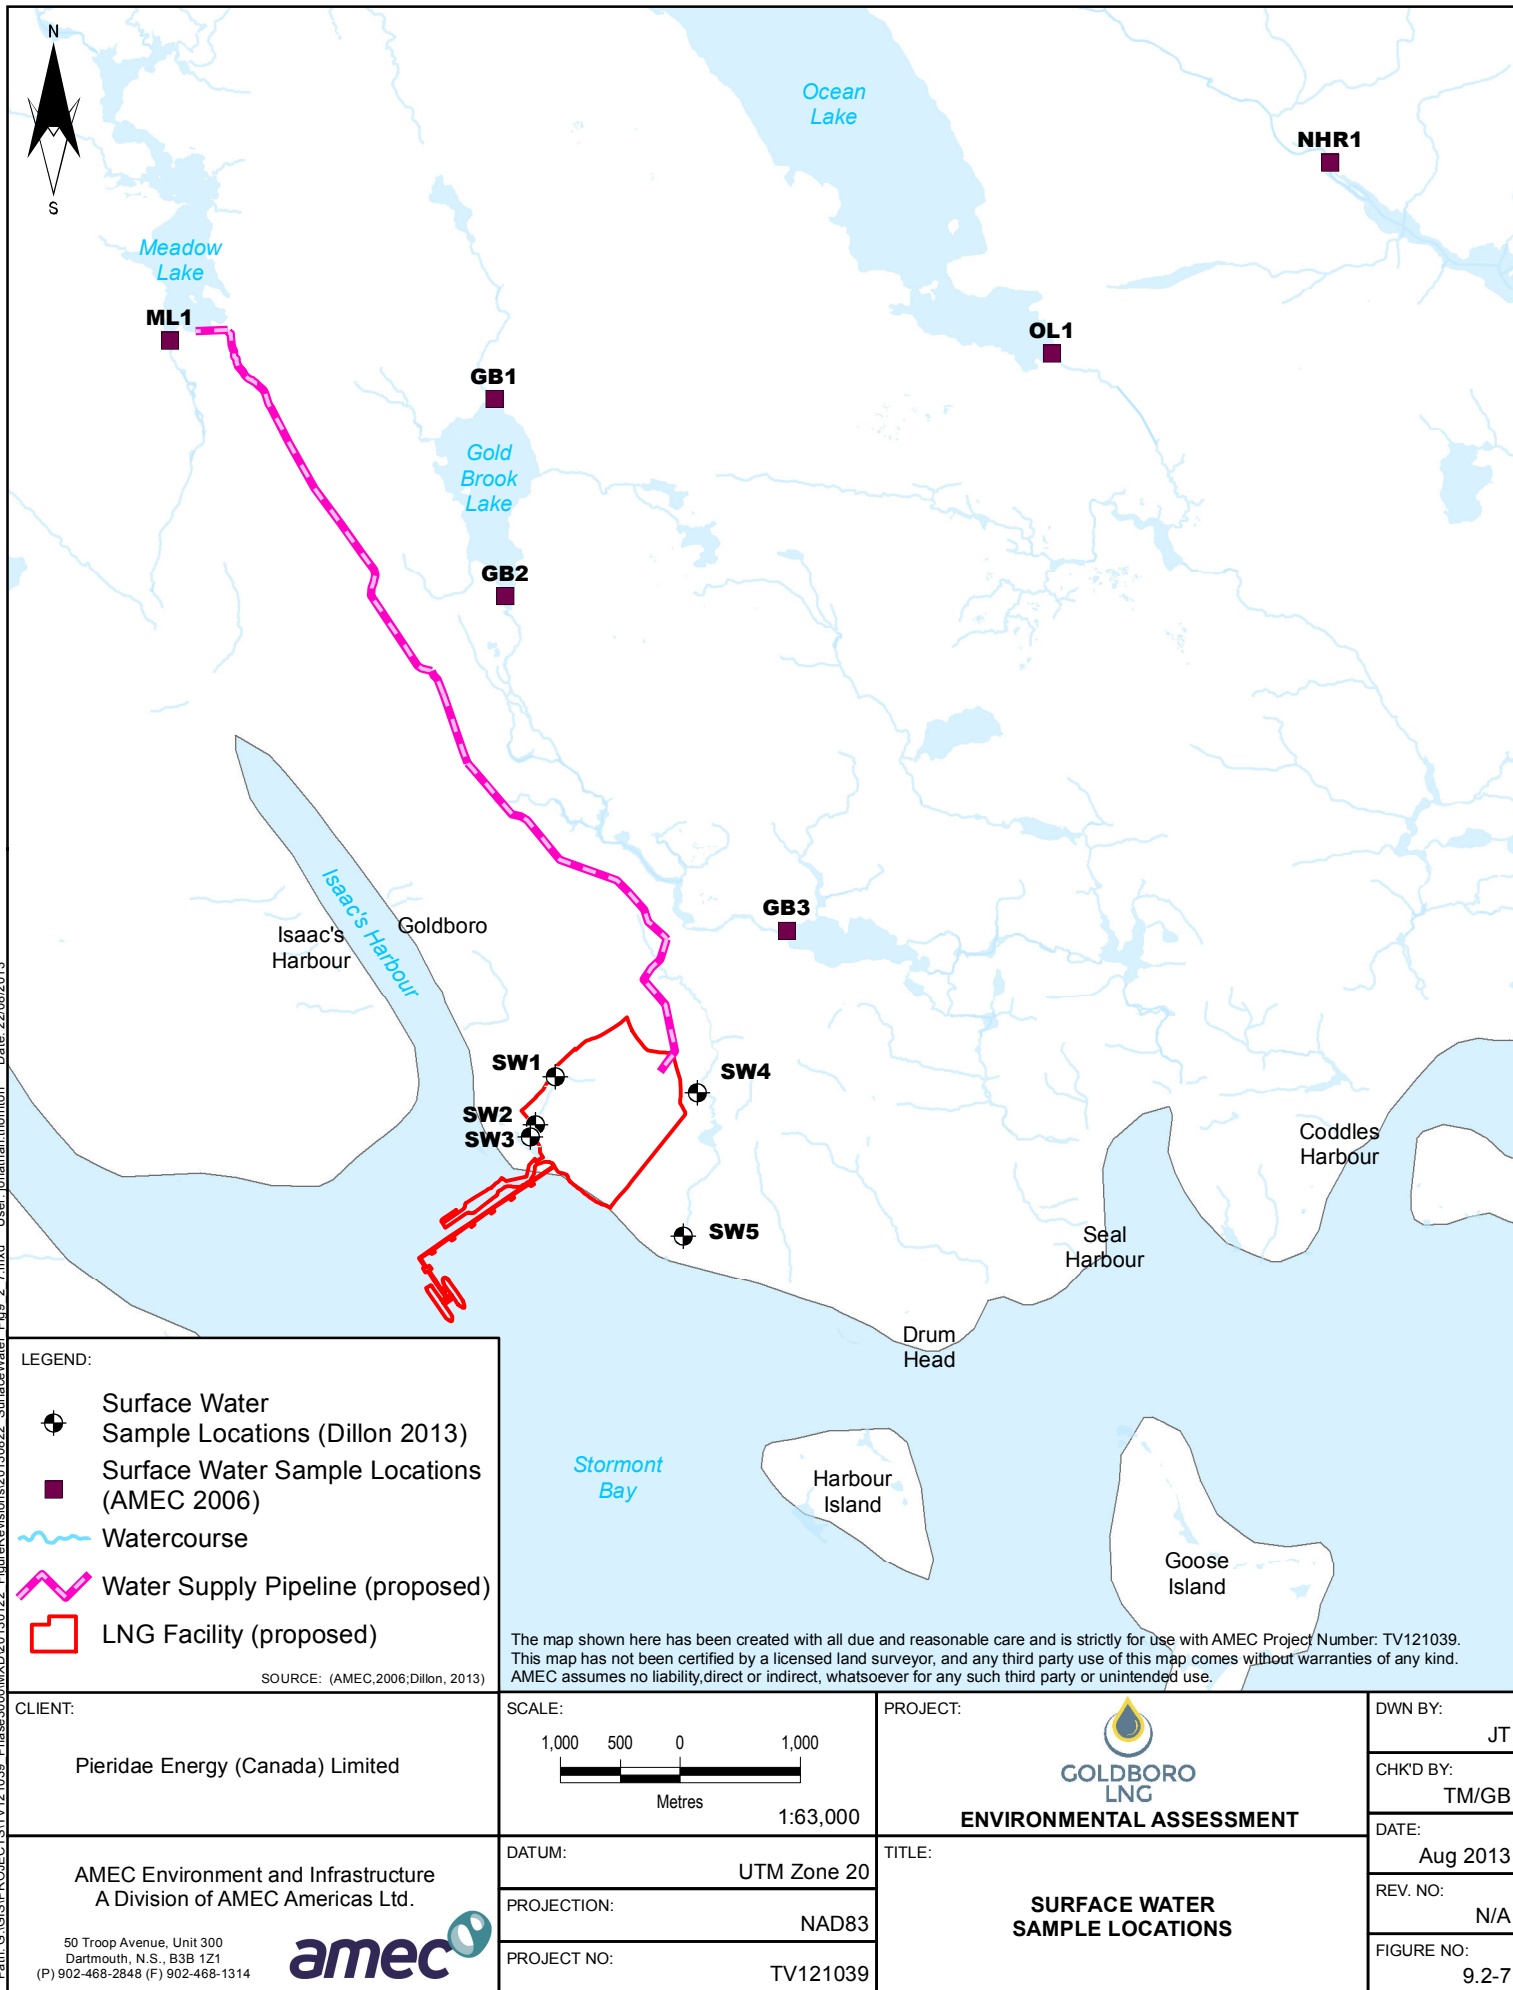 N
S
Ocean
Lake
NHR1
Meadow
Lake
ML1
OL1
GB1
Gold
Brook
Lake
GB2
Isaac's Harbour
Isaac's
Harbour
Goldboro
GB3
SW1
SW4
SW2
SW3
SW5
Coddles
Harbour
Seal
Harbour
Drum
Head
Stormont
Bay
Harbour
Island
Goose
Island
LEGEND:
Surface Water
Sample Locations (Dillon 2013)
Surface Water Sample Locations
(AMEC 2006)
Watercourse
Water Supply Pipeline (proposed)
LNG Facility (proposed)
SOURCE: (AMEC,2006;Dillon, 2013)
The map shown here has been created with all due and reasonable care and is strictly for use with AMEC Project Number: TV121039.
This map has not been certified by a licensed land surveyor, and any third party use of this map comes without warranties of any kind.
AMEC assumes no liability,direct or indirect, whatsoever for any such third party or unintended use.
CLIENT:
Pieridae Energy (Canada) Limited
SCALE:
1,000 500 0 1,000
Metres
1:63,000
PROJECT:
GOLDBORO
LNG
ENVIRONMENTAL ASSESSMENT
DWN BY:
JT
CHK'D BY:
TM/GB
DATE:
Aug 2013
REV. NO:
N/A
FIGURE NO:
9.2-7
AMEC Environment and Infrastructure
A Division of AMEC Americas Ltd.
50 Troop Avenue, Unit 300
Dartmouth, N.S., B3B 1Z1
(P) 902-468-2848 (F) 902-468-1314
amec
DATUM:
UTM Zone 20
PROJECTION:
NAD83
PROJECT NO:
TV121039
TITLE:
SURFACE WATER
SAMPLE LOCATIONS